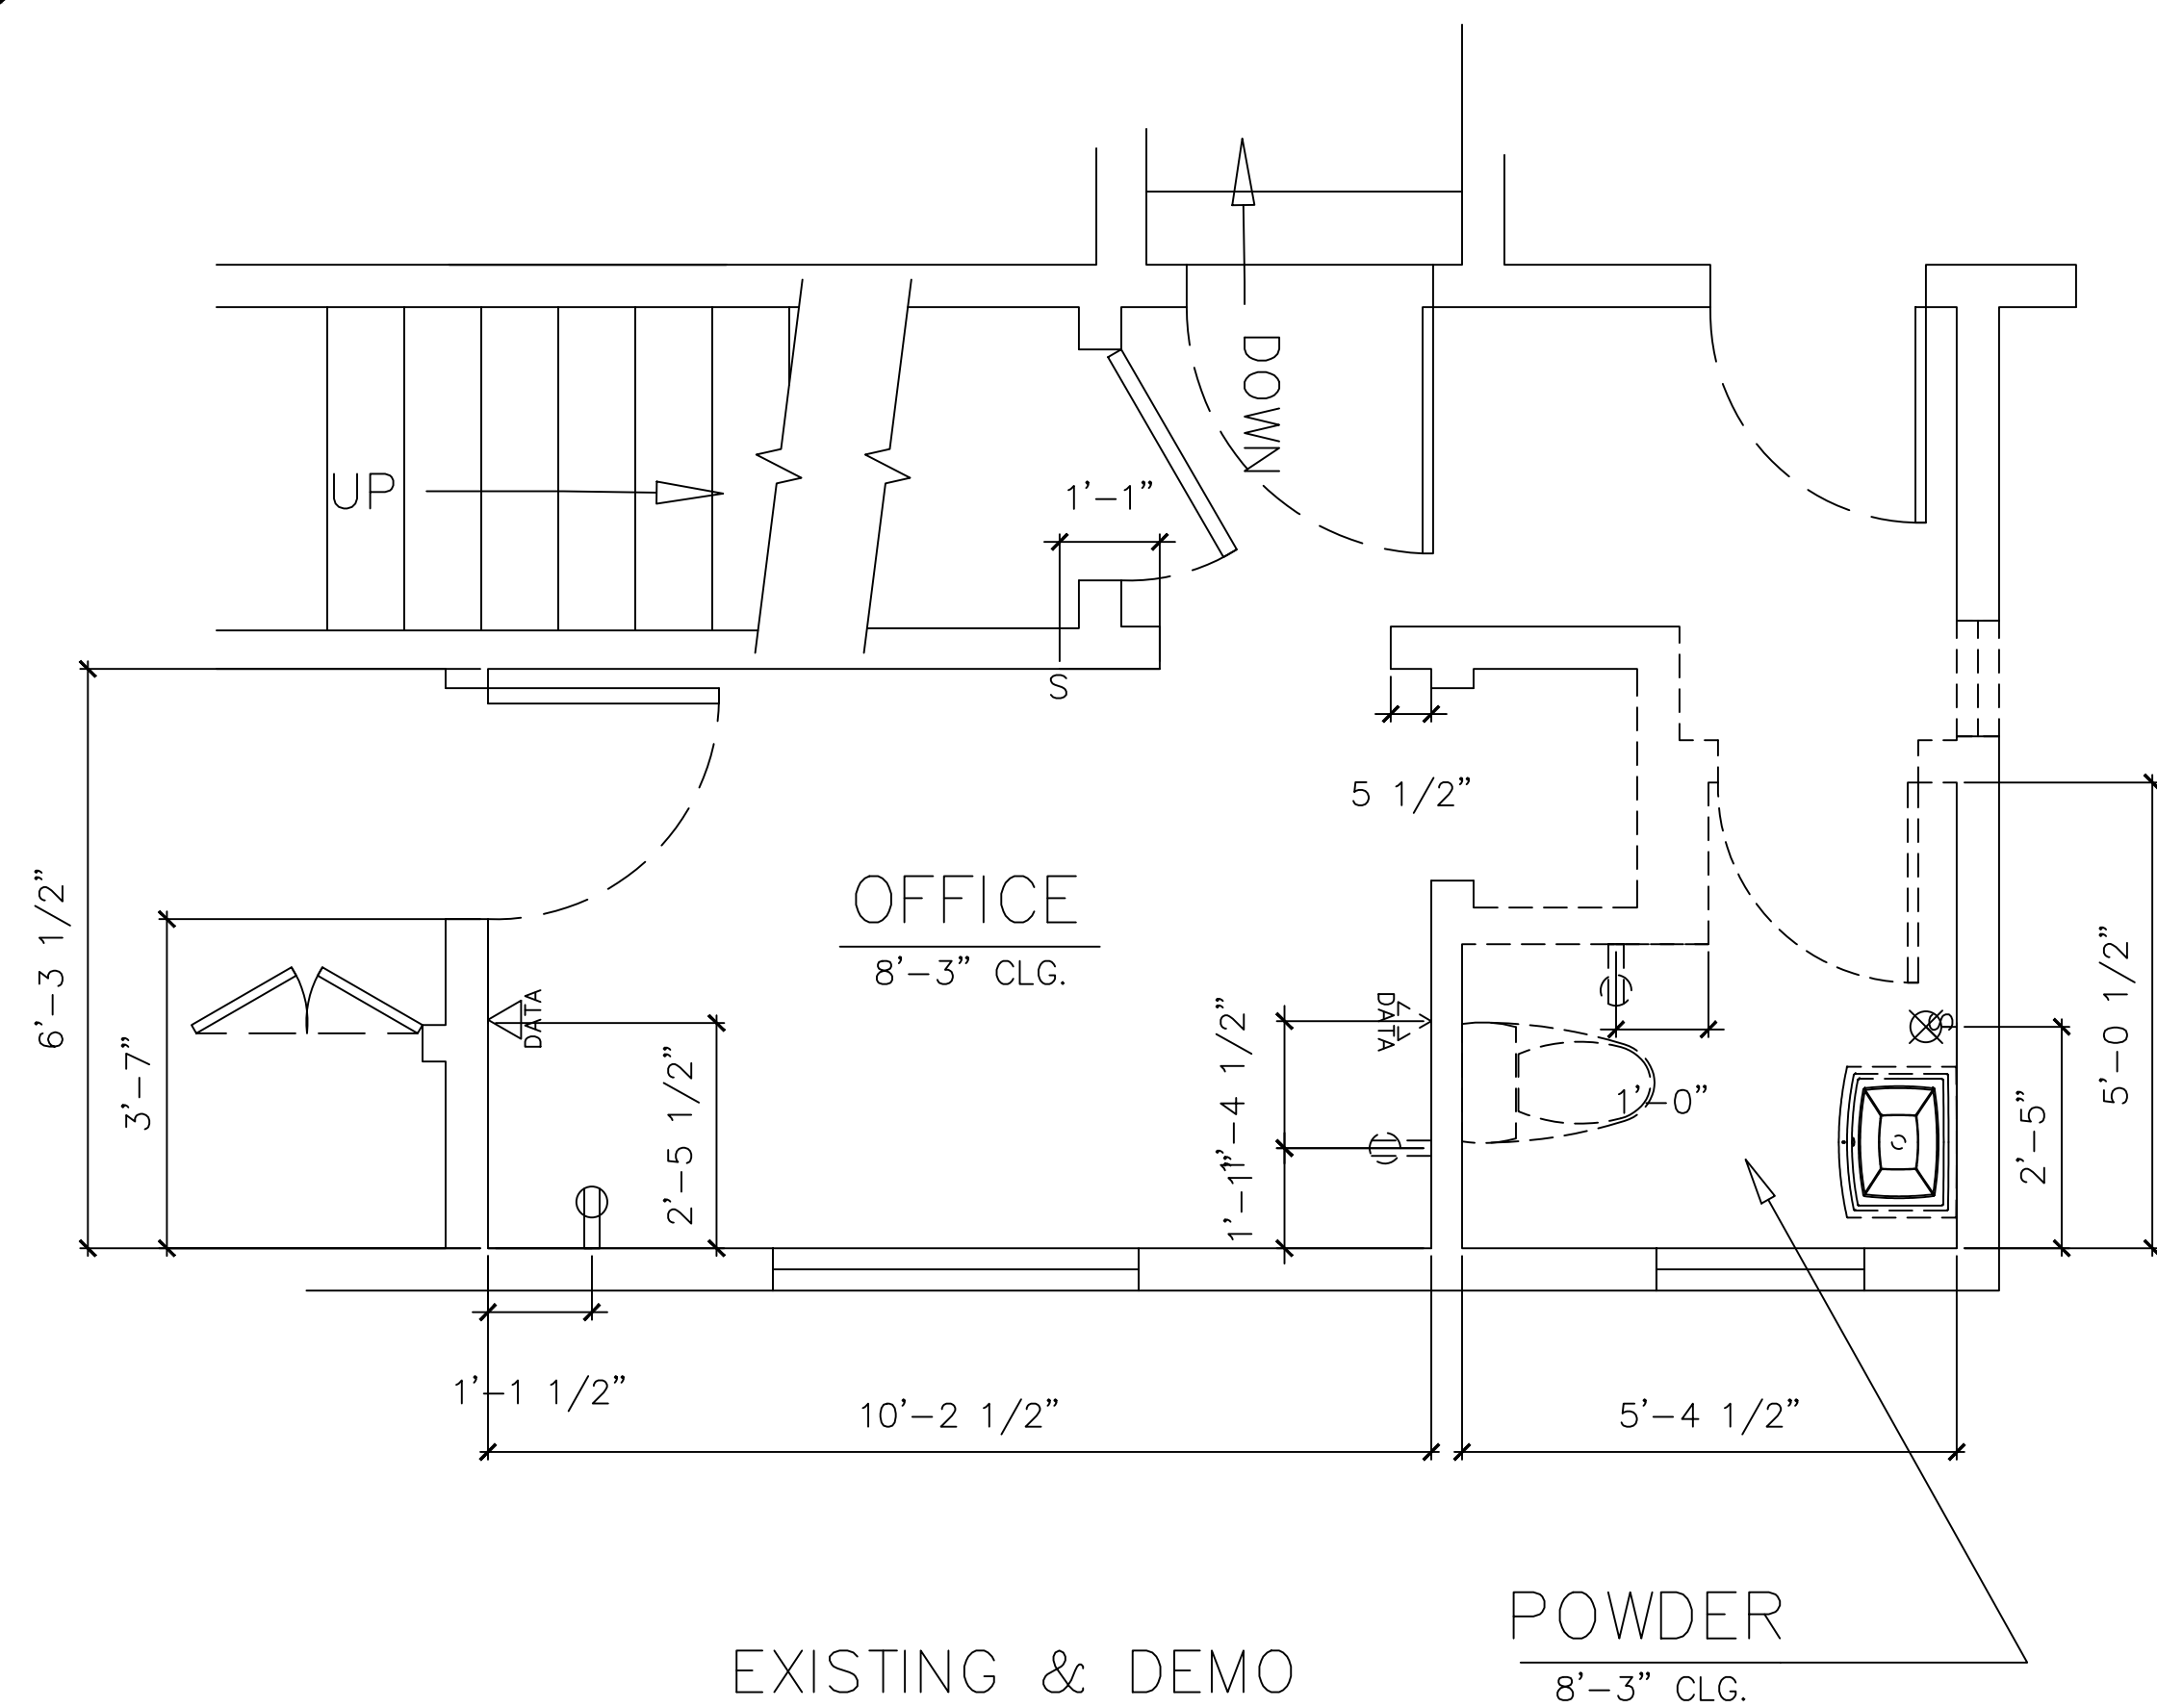 DOWN
UP
1'-1"
S
5 1/2"
OFFICE
8'-3" CLG.
6'-3 1/2"
3'-7"
DATA
2'-5 1/2"
1'-4 1/2"
1'-1"
DATA
1'-0"
S
2'-5"
5'-0 1/2"
1'-1 1/2"
10'-2 1/2"
5'-4 1/2"
POWDER
8'-3" CLG.
EXISTING & DEMO